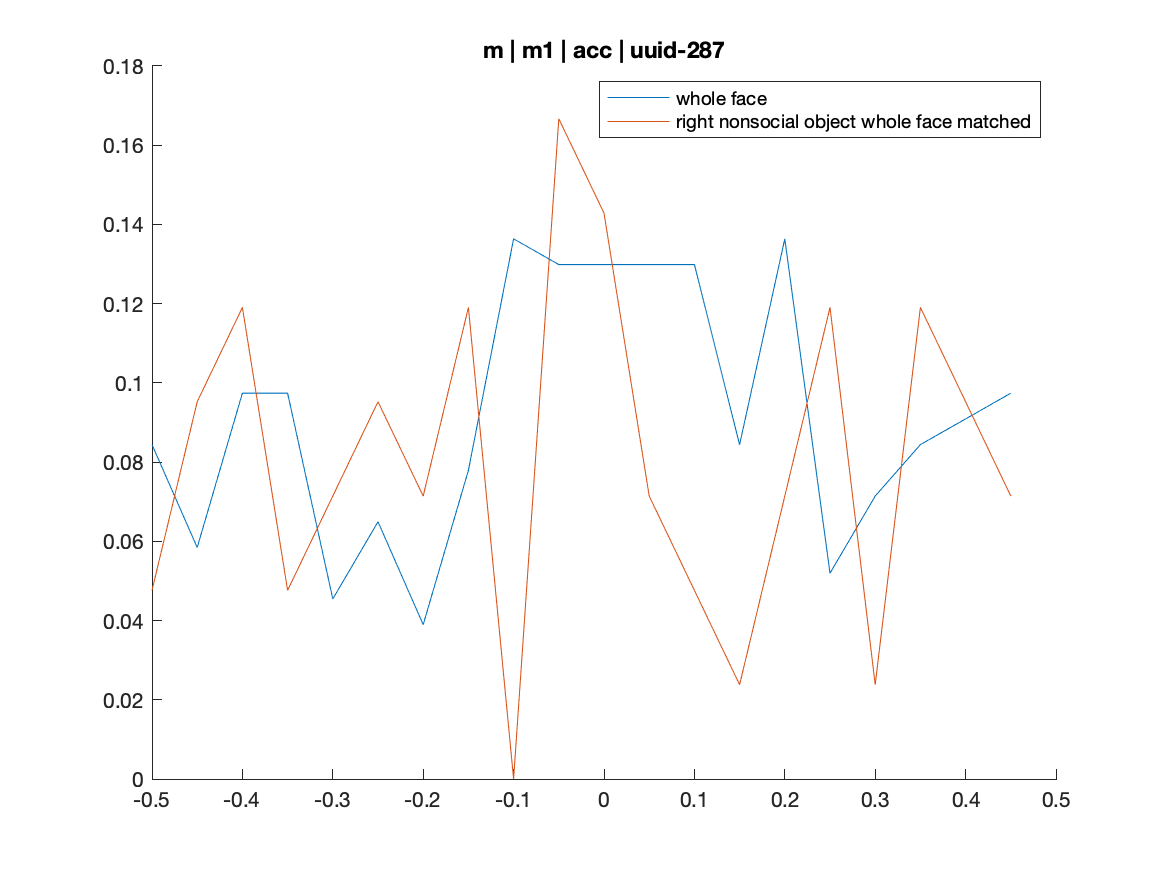 m | m1 | acc | uuid-287
whole face
right nonsocial object whole face matched
0.18
0.16
0.14
0.12
0.1
0.08
0.06
0.04
0.02
0
-0.5 -0.4 -0.3 -0.2 -0.1 0 0.1 0.2 0.3 0.4 0.5